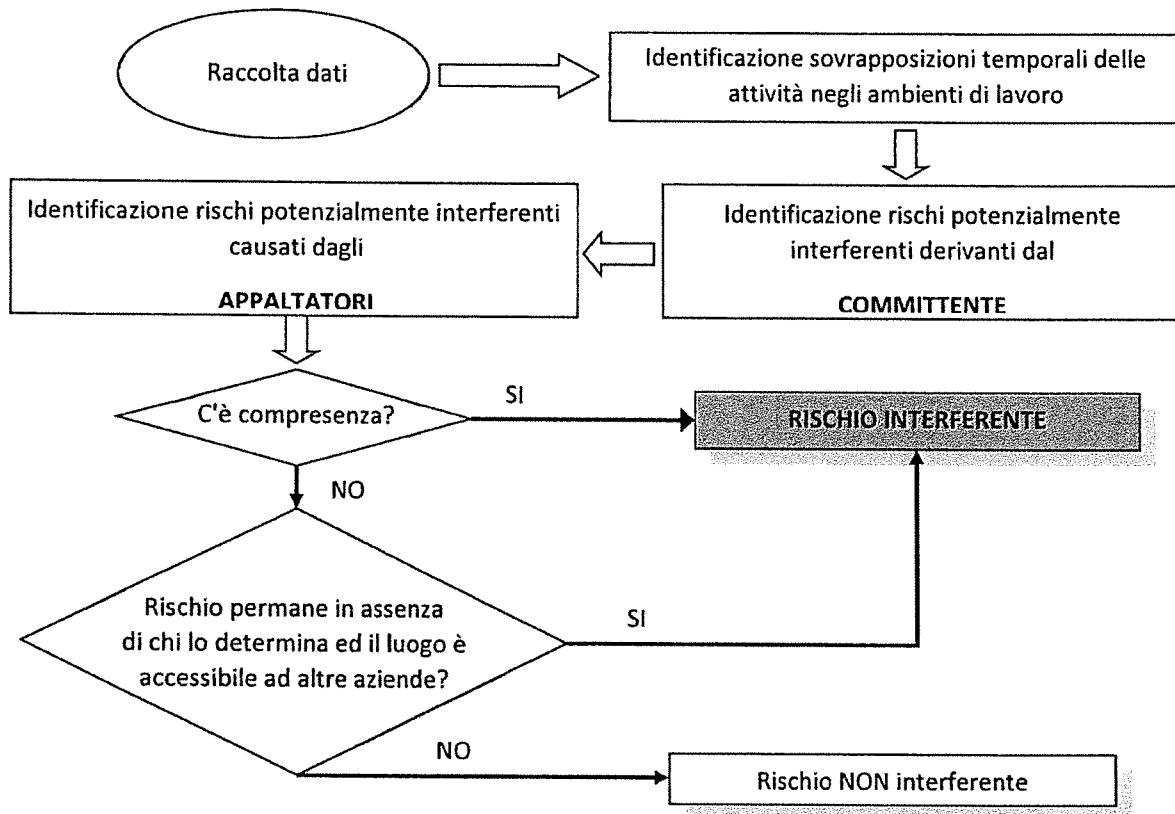 Raccolta dati
Identificazione sovrapposizioni temporali delle
attività negli ambienti di lavoro
Identificazione rischi potenzialmente
interferenti derivanti dal
COMMITTENTE
Identificazione rischi potenzialmente interferenti
causati dagli
APPALTATORI
C'è compresenza?
SI
RISCHIO INTERFERENTE
NO
Rischio permane in assenza
di chi lo determina ed il luogo è
accessibile ad altre aziende?
SI
NO
Rischio NON interferente